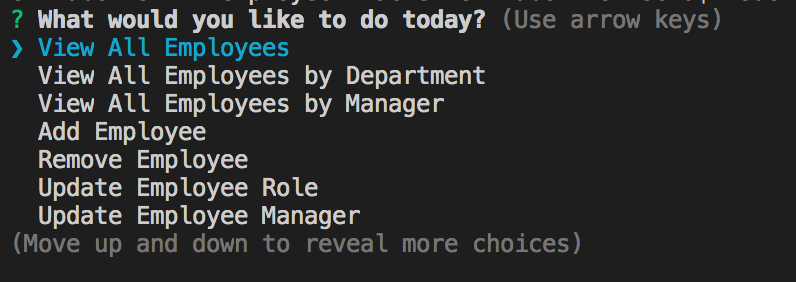 ? What would you like to do today? (Use arrow keys)
❯ View All Employees
View All Employees by Department
View All Employees by Manager
Add Employee
Remove Employee
Update Employee Role
Update Employee Manager
(Move up and down to reveal more choices)